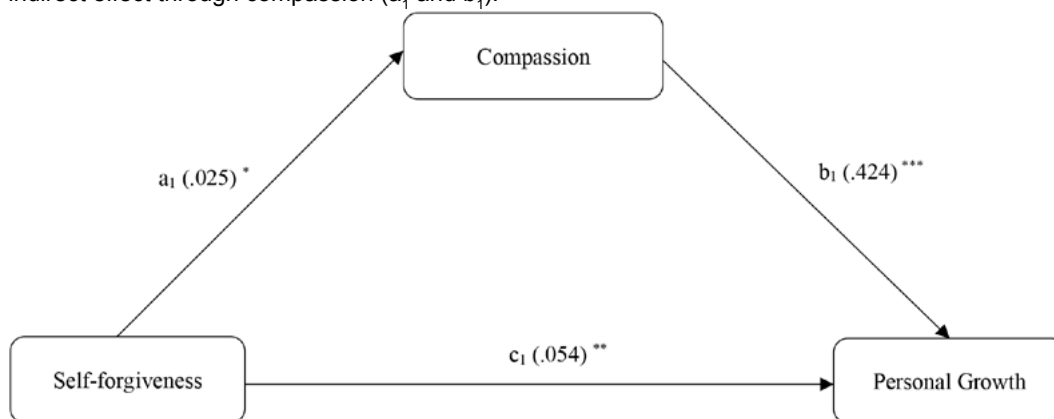 indirect effect through compassion (a₁ and b₁).
Compassion
a₁ (.025) *
b₁ (.424) ***
c₁ (.054) **
Self-forgiveness
Personal Growth